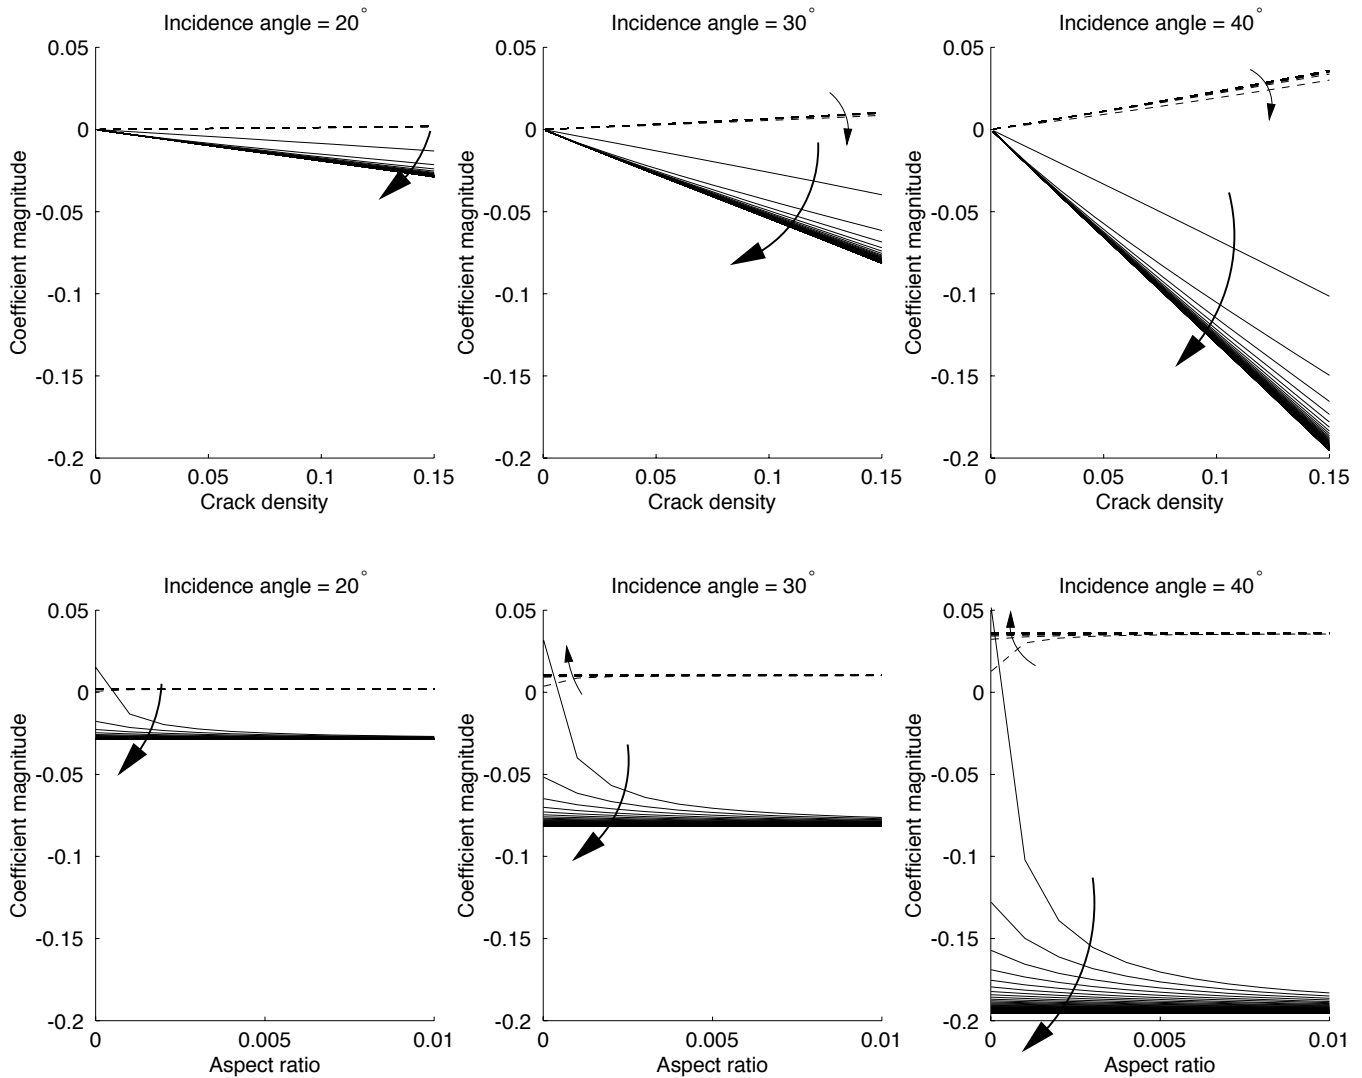 Incidence angle = 20°
Incidence angle = 30°
Incidence angle = 40°
0.05
0
-0.05
-0.1
-0.15
-0.2
Coefficient magnitude
0 0.05 0.1 0.15
Crack density
0.05
0
-0.05
-0.1
-0.15
-0.2
Coefficient magnitude
0 0.05 0.1 0.15
Crack density
0.05
0
-0.05
-0.1
-0.15
-0.2
Coefficient magnitude
0 0.05 0.1 0.15
Crack density
Incidence angle = 20°
Incidence angle = 30°
Incidence angle = 40°
0.05
0
-0.05
-0.1
-0.15
-0.2
Coefficient magnitude
0 0.005 0.01
Aspect ratio
0.05
0
-0.05
-0.1
-0.15
-0.2
Coefficient magnitude
0 0.005 0.01
Aspect ratio
0.05
0
-0.05
-0.1
-0.15
-0.2
Coefficient magnitude
0 0.005 0.01
Aspect ratio